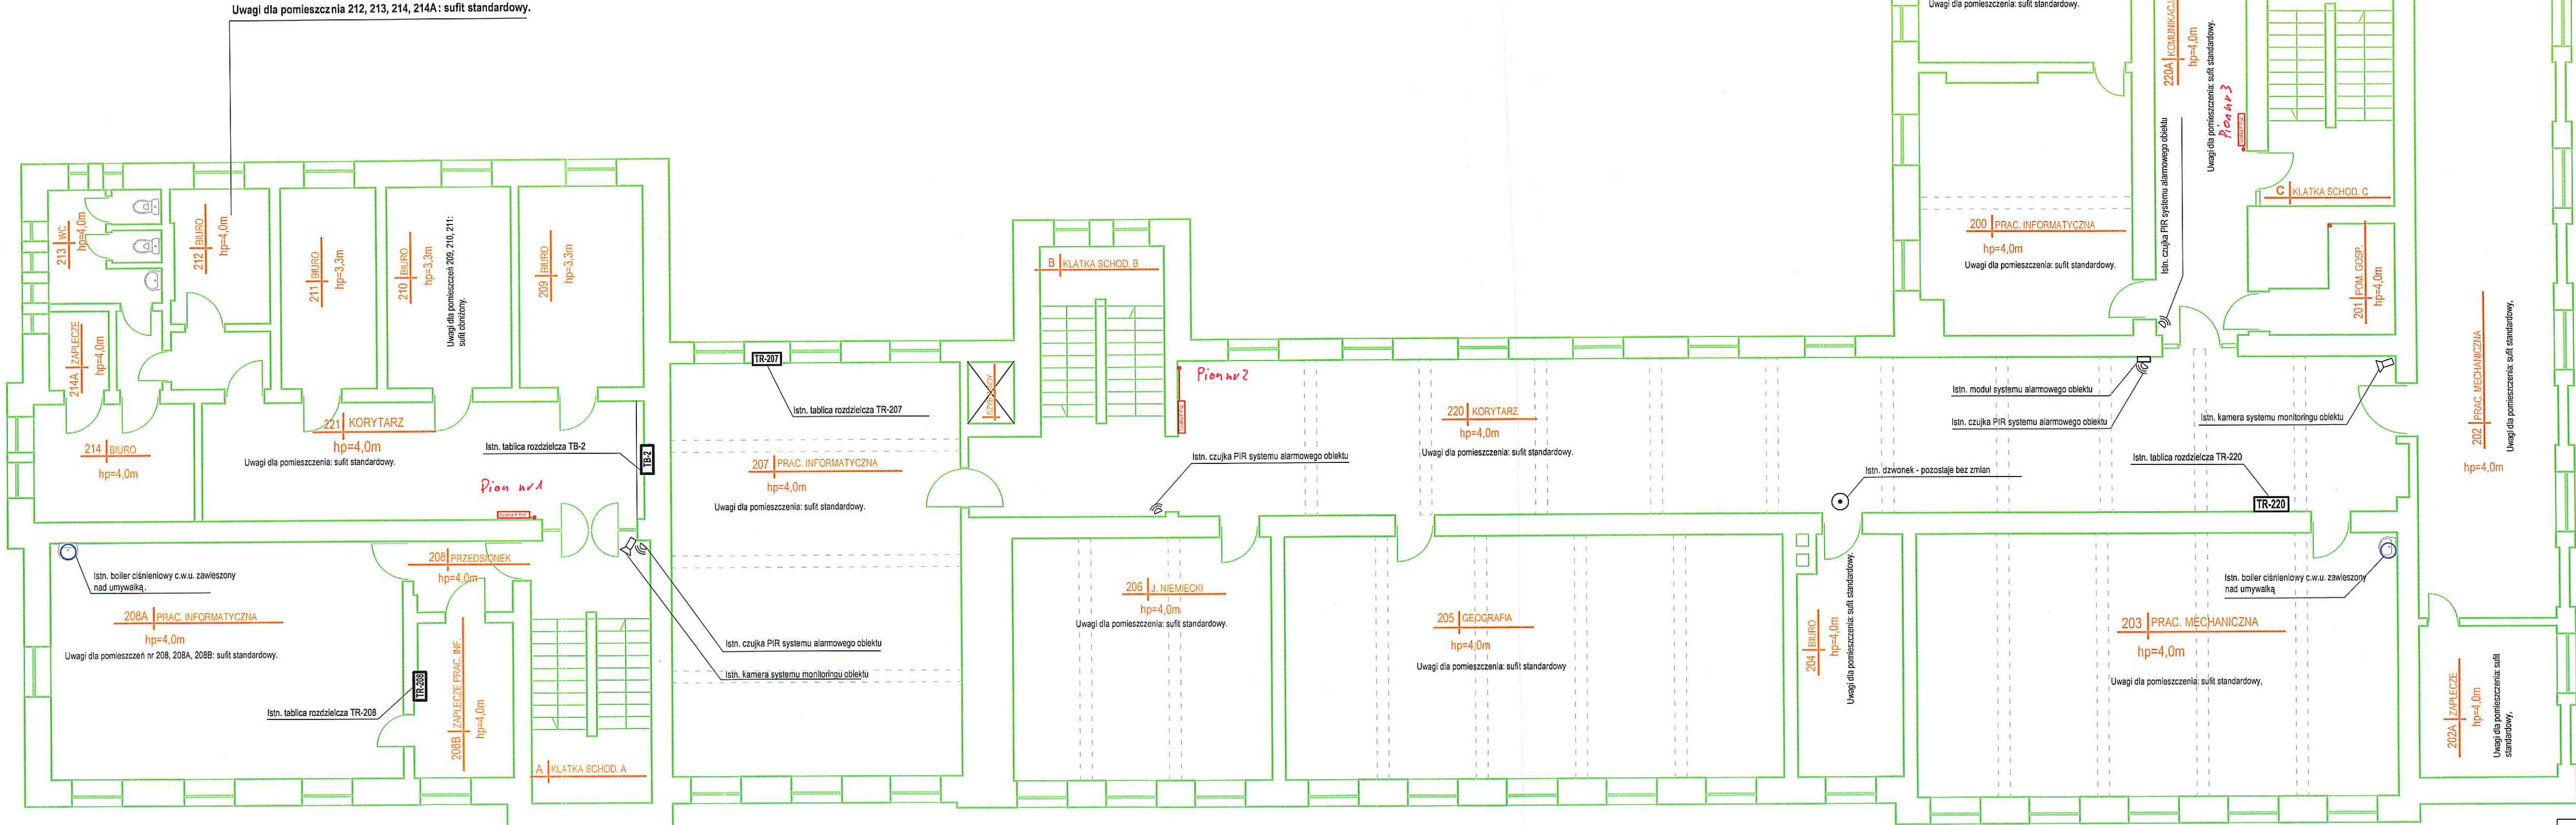 Uwagi dla pomieszcznia 212, 213, 214, 214A: sufit standardowy.
213 WC
hp=4,0m
212 BIURO
hp=4,0m
211 BIURO
hp=3,3m
210 BIURO
hp=3,3m
Uwagi dla pomieszczeń 209, 210, 211:
sufit obniżony.
209 BIURO
hp=3,3m
214A ZAPLECZE
hp=4,0m
214 BIURO
hp=4,0m
221 KORYTARZ
hp=4,0m
Uwagi dla pomieszczenia: sufit standardowy.
Istn. tablica rozdzielcza TB-2
TB-2
Pion nr1
208 PRZEDSIONEK
hp=4,0m
Istn. boiler ciśnieniowy c.w.u. zawieszony
nad umywalką.
208A PRAC. INFORMATYCZNA
hp=4,0m
Uwagi dla pomieszczeń nr 208, 208A, 208B: sufit standardowy.
TR-208
Istn. tablica rozdzielcza TR-208
208B ZAPLECZE PRAC. INF.
hp=4,0m
A KLATKA SCHOD. A
Istn. czujka PIR systemu alarmowego obiektu
Istn. kamera systemu monitoringu obiektu
TR-207
Istn. tablica rozdzielcza TR-207
207 PRAC. INFORMATYCZNA
hp=4,0m
Uwagi dla pomieszczenia: sufit standardowy.
B KLATKA SCHOD. B
Pion nr2
220 KORYTARZ
hp=4,0m
Uwagi dla pomieszczenia: sufit standardowy.
Istn. czujka PIR systemu alarmowego obiektu
206 J. NIEMIECKI
hp=4,0m
Uwagi dla pomieszczenia: sufit standardowy.
205 GEOGRAFIA
hp=4,0m
Uwagi dla pomieszczenia: sufit standardowy
Istn. dzwonek - pozostaje bez zmian
204 BIURO
hp=4,0m
Uwagi dla pomieszczenia: sufit standardowy.
Uwagi dla pomieszczenia: sufit standardowy.
200 PRAC. INFORMATYCZNA
hp=4,0m
Uwagi dla pomieszczenia: sufit standardowy.
220A KOMUNIKACJA
hp=4,0m
Uwagi dla pomieszczenia: sufit standardowy.
Pion nr3
Istn. czujka PIR systemu alarmowego obiektu
C KLATKA SCHOD. C
201 POM. GOSP.
hp=4,0m
Istn. moduł systemu alarmowego obiektu
Istn. czujka PIR systemu alarmowego obiektu
Istn. kamera systemu monitoringu obiektu
Istn. tablica rozdzielcza TR-220
TR-220
203 PRAC. MECHANICZNA
hp=4,0m
Uwagi dla pomieszczenia: sufit standardowy,
Istn. boiler ciśnieniowy c.w.u. zawieszony
nad umywalką
202 PRAC. MECHANICZNA
hp=4,0m
Uwagi dla pomieszczenia: sufit standardowy,
202A ZAPLECZE
hp=4,0m
Uwagi dla pomieszczenia: sufit
standardowy,